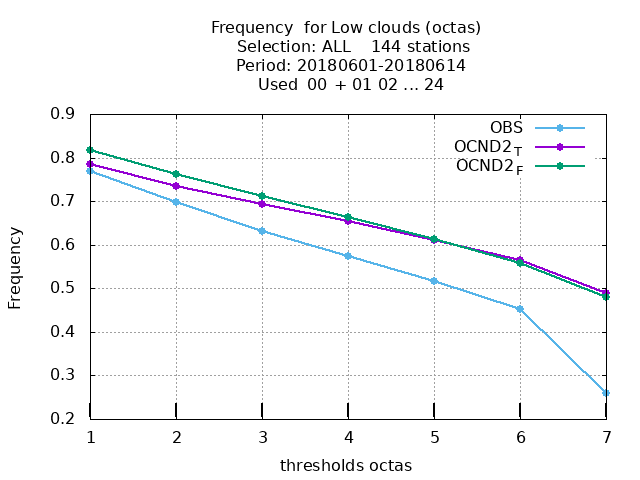 Frequency  for Low clouds (octas)
Selection: ALL    144 stations
Period: 20180601-20180614
Used  00  + 01 02 ... 24
OBS
OCND2_T
OCND2_F
0.9
0.8
0.7
0.6
0.5
0.4
0.3
0.2
Frequency
1 2 3 4 5 6 7
thresholds octas